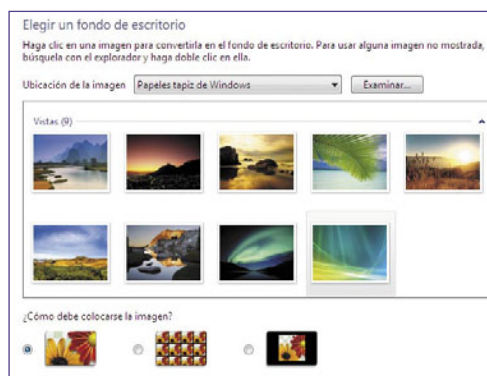 Elegir un fondo de escritorio
Haga clic en una imagen para convertirla en el fondo de escritorio. Para usar alguna imagen no mostrada,
búsquela con el explorador y haga doble clic en ella.
Ubicación de la imagen Papeles tapiz de Windows Examinar...
Vistas (9)
¿Cómo debe colocarse la imagen?